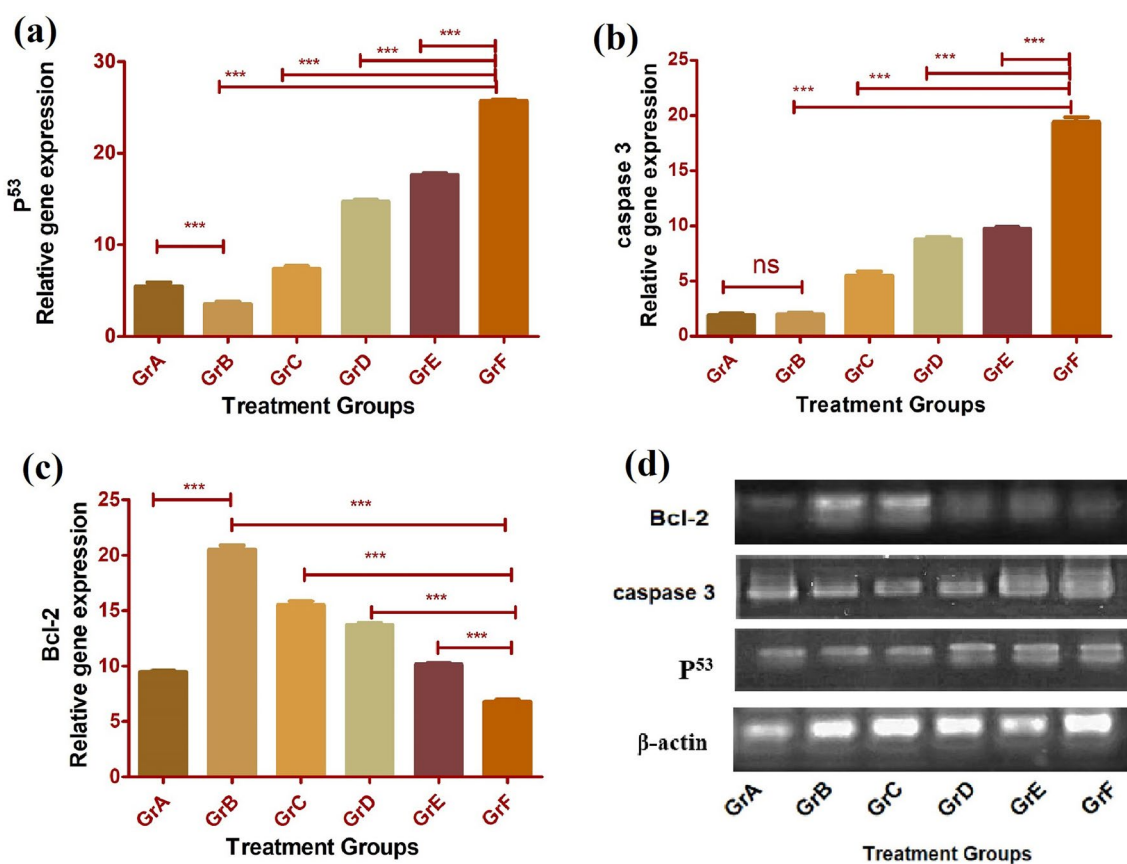 (a)
P53
Relative gene expression
30
20
10
0
***
***
***
***
***
GrA GrB GrC GrD GrE GrF
Treatment Groups
(b)
caspase 3
Relative gene expression
25
20
15
10
5
0
***
***
***
***
ns
GrA GrB GrC GrD GrE GrF
Treatment Groups
(c)
Bcl-2
Relative gene expression
25
20
15
10
5
0
***
***
***
***
***
GrA GrB GrC GrD GrE GrF
Treatment Groups
(d)
Bcl-2
caspase 3
P53
β-actin
GrA GrB GrC GrD GrE GrF
Treatment Groups